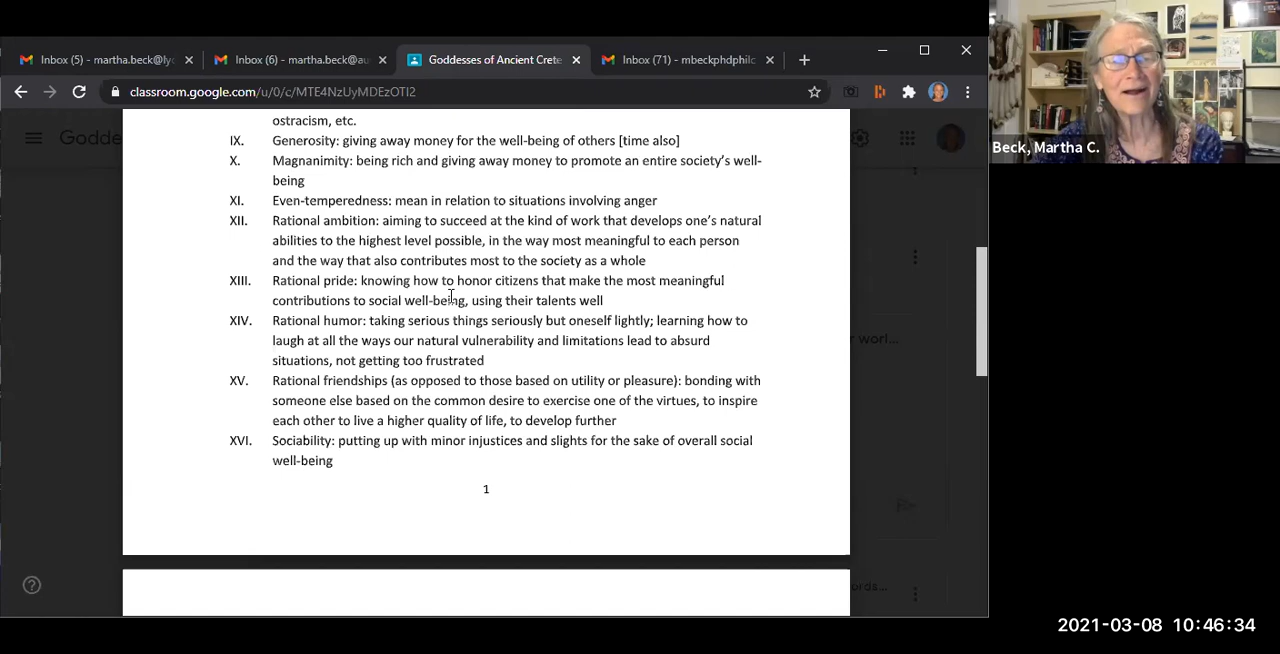 Inbox (5) - martha.beck@lyc
Inbox (6) - martha.beck@au
Goddesses of Ancient Crete
Inbox (71) - mbeckphdphilc
classroom.google.com/u/0/c/MTE4NzUyMDEzOTI2
Godde
ostracism, etc.
IX. Generosity: giving away money for the well-being of others [time also]
X. Magnanimity: being rich and giving away money to promote an entire society's well-
being
XI. Even-temperedness: mean in relation to situations involving anger
XII. Rational ambition: aiming to succeed at the kind of work that develops one's natural
abilities to the highest level possible, in the way most meaningful to each person
and the way that also contributes most to the society as a whole
XIII. Rational pride: knowing how to honor citizens that make the most meaningful
contributions to social well-being, using their talents well
XIV. Rational humor: taking serious things seriously but oneself lightly; learning how to
laugh at all the ways our natural vulnerability and limitations lead to absurd
situations, not getting too frustrated
XV. Rational friendships (as opposed to those based on utility or pleasure): bonding with
someone else based on the common desire to exercise one of the virtues, to inspire
each other to live a higher quality of life, to develop further
XVI. Sociability: putting up with minor injustices and slights for the sake of overall social
well-being
1
worl...
ords...
Beck, Martha C.
2021-03-08 10:46:34